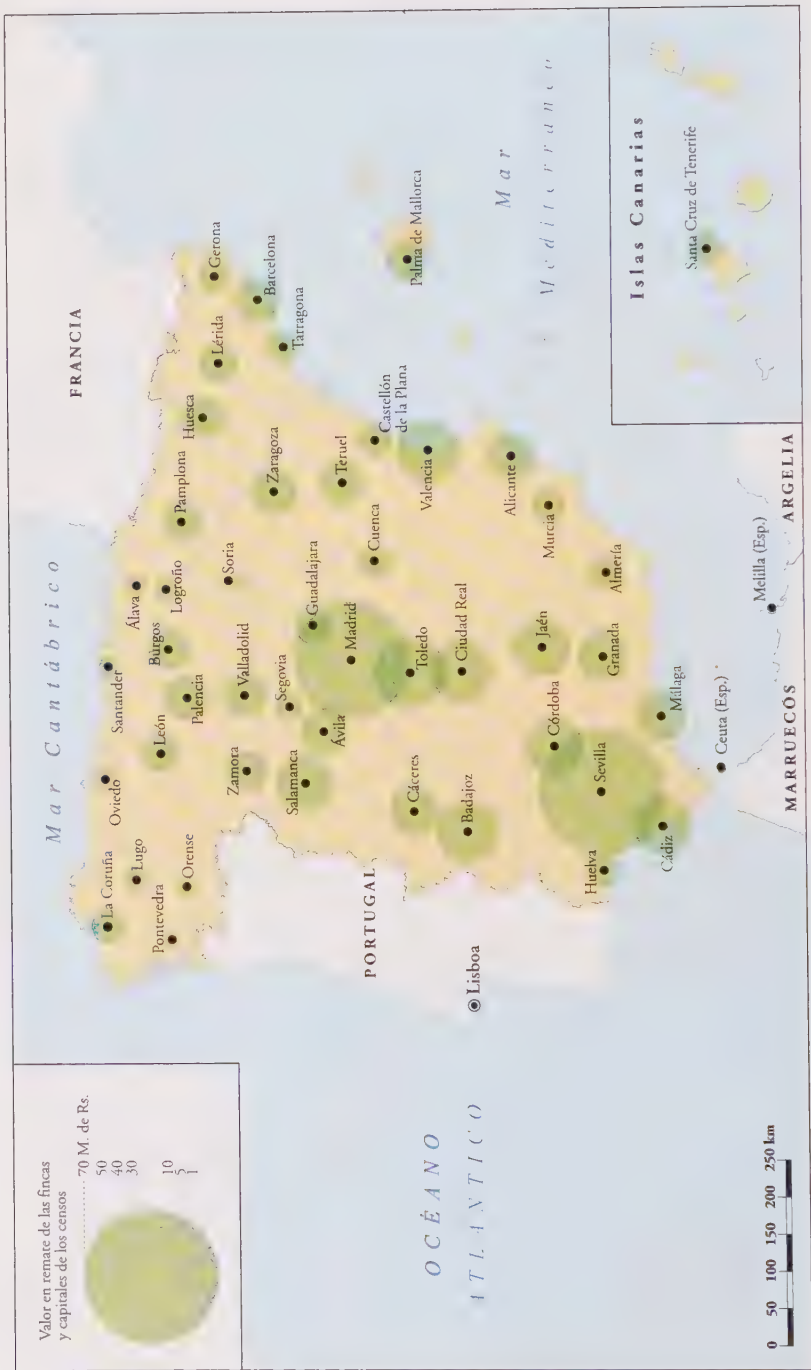 Valor en remate de las fincas
y capitales de los censos
70 M. de Rs.
50
40
30
10
5
1
Mar Cantábrico
FRANCIA
La Coruña
Lugo
Pontevedra
Orense
Oviedo
Santander
León
Palencia
Búrgos
Álava
Logroño
Pamplona
Huesca
Lérida
Gerona
Barcelona
Tarragona
Zamora
Valladolid
Soria
Zaragoza
Salamanca
Segovia
Ávila
Guadalajara
Madrid
Teruel
Cuenca
Castellón
de la Plana
Valencia
Toledo
Ciudad Real
Cáceres
Badajoz
PORTUGAL
Lisboa
Palma de Mallorca
Mar
Mediterraneo
Alicante
Murcia
Almería
Jaén
Granada
Córdoba
Sevilla
Huelva
Cádiz
Málaga
Ceuta (Esp.)
Melilla (Esp.)
MARRUECOS
ARGELIA
OCÉANO
ATLANTICO
0 50 100 150 200 250 km
Islas Canarias
Santa Cruz de Tenerife